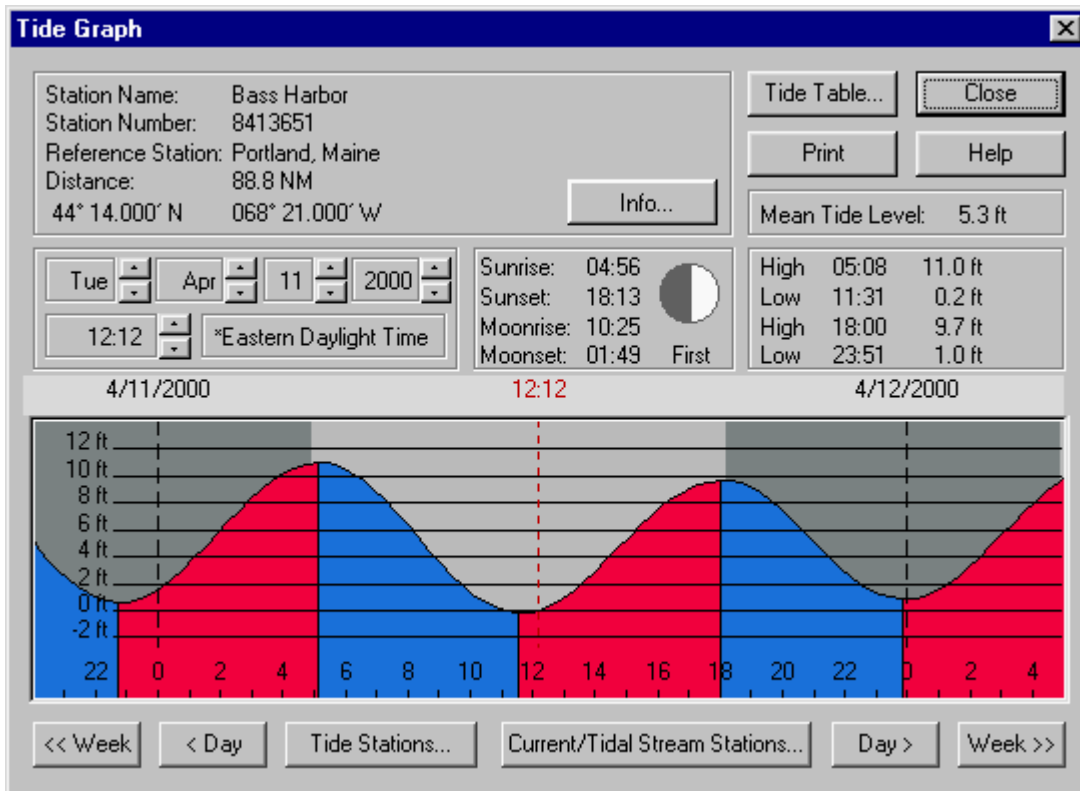 Tide Graph
Station Name: Bass Harbor
Station Number: 8413651
Reference Station: Portland, Maine
Distance: 88.8 NM
44° 14.000´ N 068° 21.000´ W
Info...
Tide Table...
Close
Print
Help
Mean Tide Level: 5.3 ft
Tue Apr 11 2000
12:12 *Eastern Daylight Time
Sunrise: 04:56
Sunset: 18:13
Moonrise: 10:25
Moonset: 01:49 First
High 05:08 11.0 ft
Low 11:31 0.2 ft
High 18:00 9.7 ft
Low 23:51 1.0 ft
4/11/2000 12:12 4/12/2000
12 ft
10 ft
8 ft
6 ft
4 ft
2 ft
0 ft
-2 ft
22 0 2 4 6 8 10 12 14 16 18 20 22 0 2 4
<< Week < Day Tide Stations... Current/Tidal Stream Stations... Day > Week >>